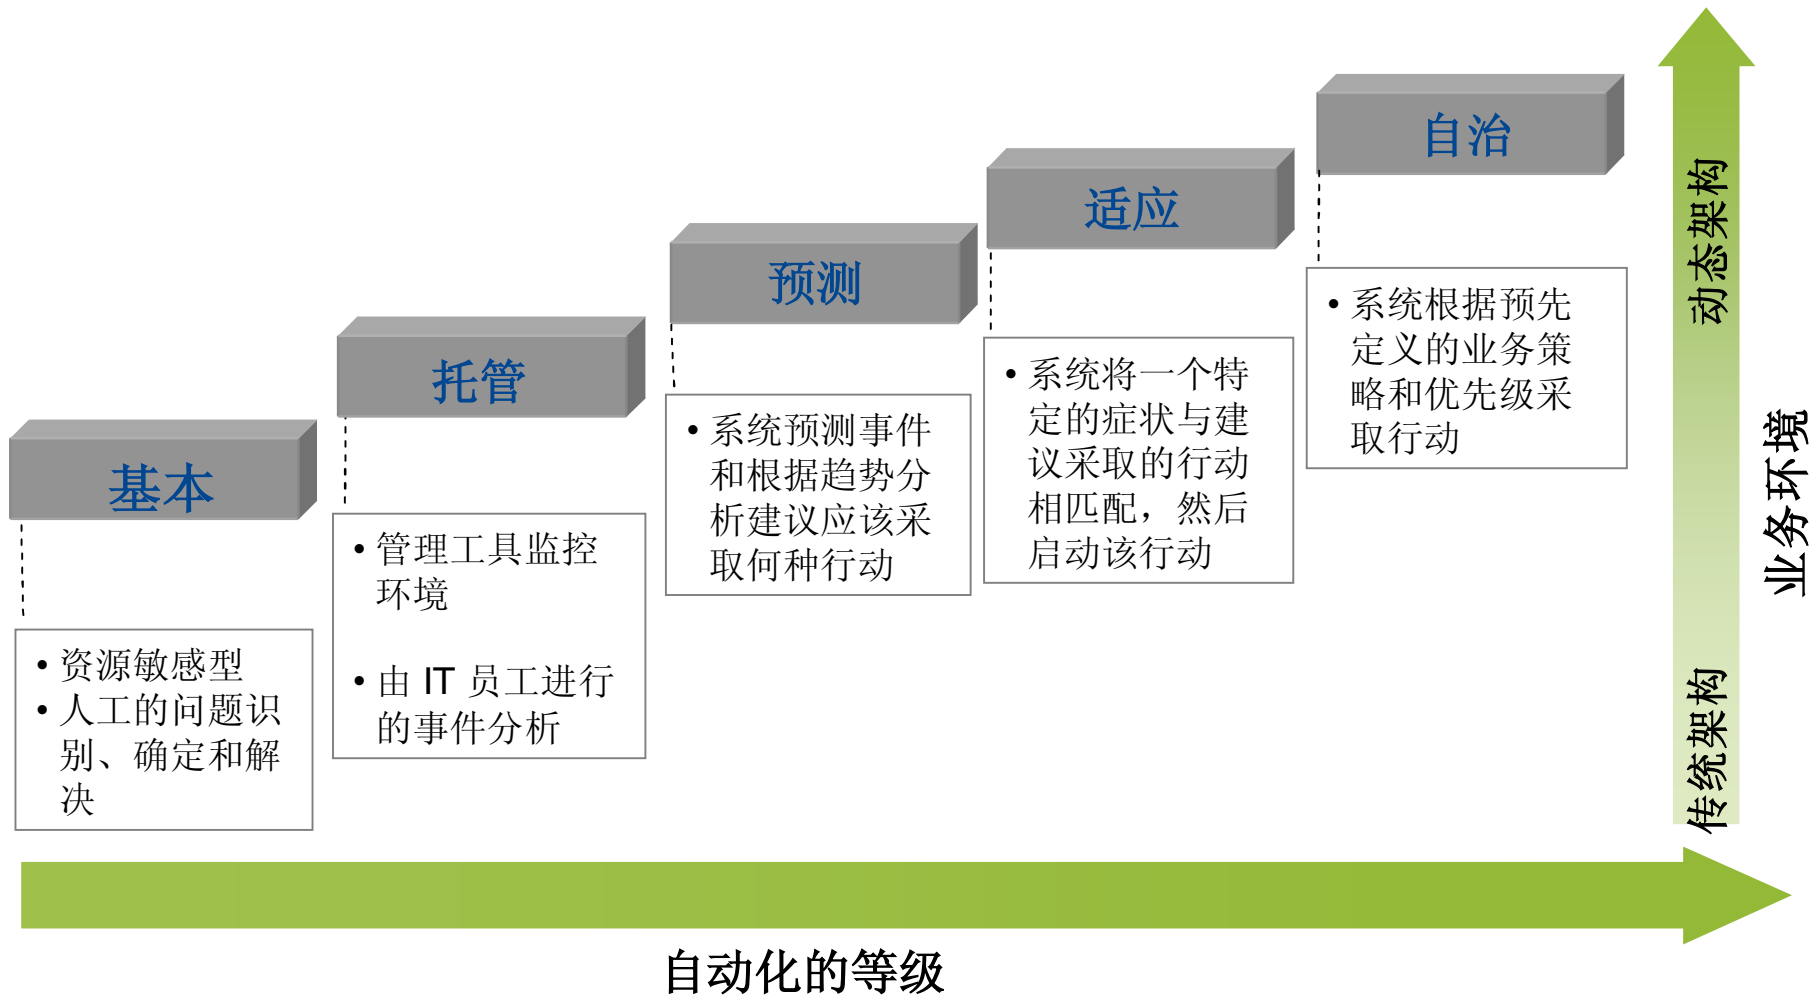 基本
• 资源敏感型
• 人工的问题识
别、确定和解
决
托管
• 管理工具监控
环境
• 由 IT 员工进行
的事件分析
预测
• 系统预测事件
和根据趋势分
析建议应该采
取何种行动
适应
• 系统将一个特
定的症状与建
议采取的行动
相匹配，然后
启动该行动
自治
• 系统根据预先
定义的业务策
略和优先级采
取行动
动态架构
传统架构
业务环境
自动化的等级